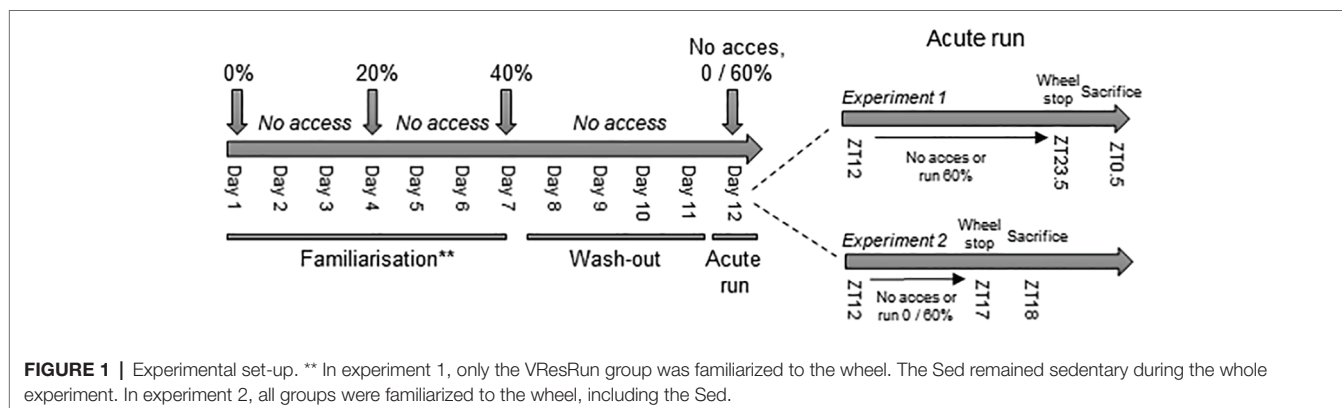 Acute run
No acces,
0%
20%
40%
0 / 60%
No access
No access
No access
Day 1
Day 2
Day 3
Day 4
Day 5
Day 6
Day 7
Day 8
Day 9
Day 10
Day 11
Day 12
Familiarisation**
Wash-out
Acute
run
Experiment 1
Wheel
stop
Sacrifice
ZT12
No acces or
run 60%
ZT23.5
ZT0.5
Experiment 2
Wheel
stop
Sacrifice
ZT12
No acces or
run 0 / 60%
ZT17
ZT18
FIGURE 1 | Experimental set-up. ** In experiment 1, only the VResRun group was familiarized to the wheel. The Sed remained sedentary during the whole
experiment. In experiment 2, all groups were familiarized to the wheel, including the Sed.